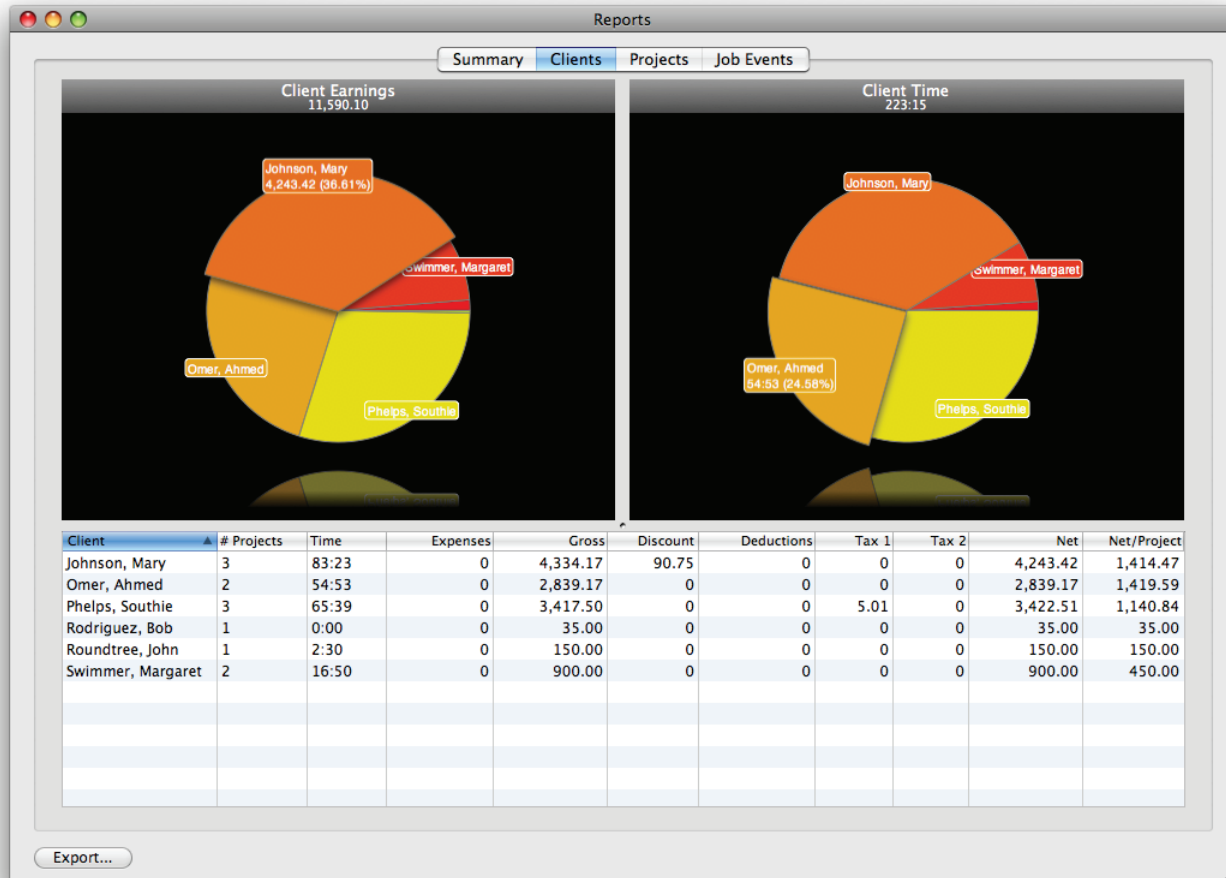 Reports
Summary Clients Projects Job Events
Client Earnings
11,590.10
Johnson, Mary
4,243.42 (36.61%)
Swimmer, Margaret
Omer, Ahmed
Phelps, Southie
Client Time
223:15
Johnson, Mary
Swimmer, Margaret
Omer, Ahmed
54:53 (24.58%)
Phelps, Southie
Client # Projects Time Expenses Gross Discount Deductions Tax 1 Tax 2 Net Net/Project
Johnson, Mary 3 83:23 0 4,334.17 90.75 0 0 0 4,243.42 1,414.47
Omer, Ahmed 2 54:53 0 2,839.17 0 0 0 0 2,839.17 1,419.59
Phelps, Southie 3 65:39 0 3,417.50 0 0 5.01 0 3,422.51 1,140.84
Rodriguez, Bob 1 0:00 0 35.00 0 0 0 0 35.00 35.00
Roundtree, John 1 2:30 0 150.00 0 0 0 0 150.00 150.00
Swimmer, Margaret 2 16:50 0 900.00 0 0 0 0 900.00 450.00
Export...